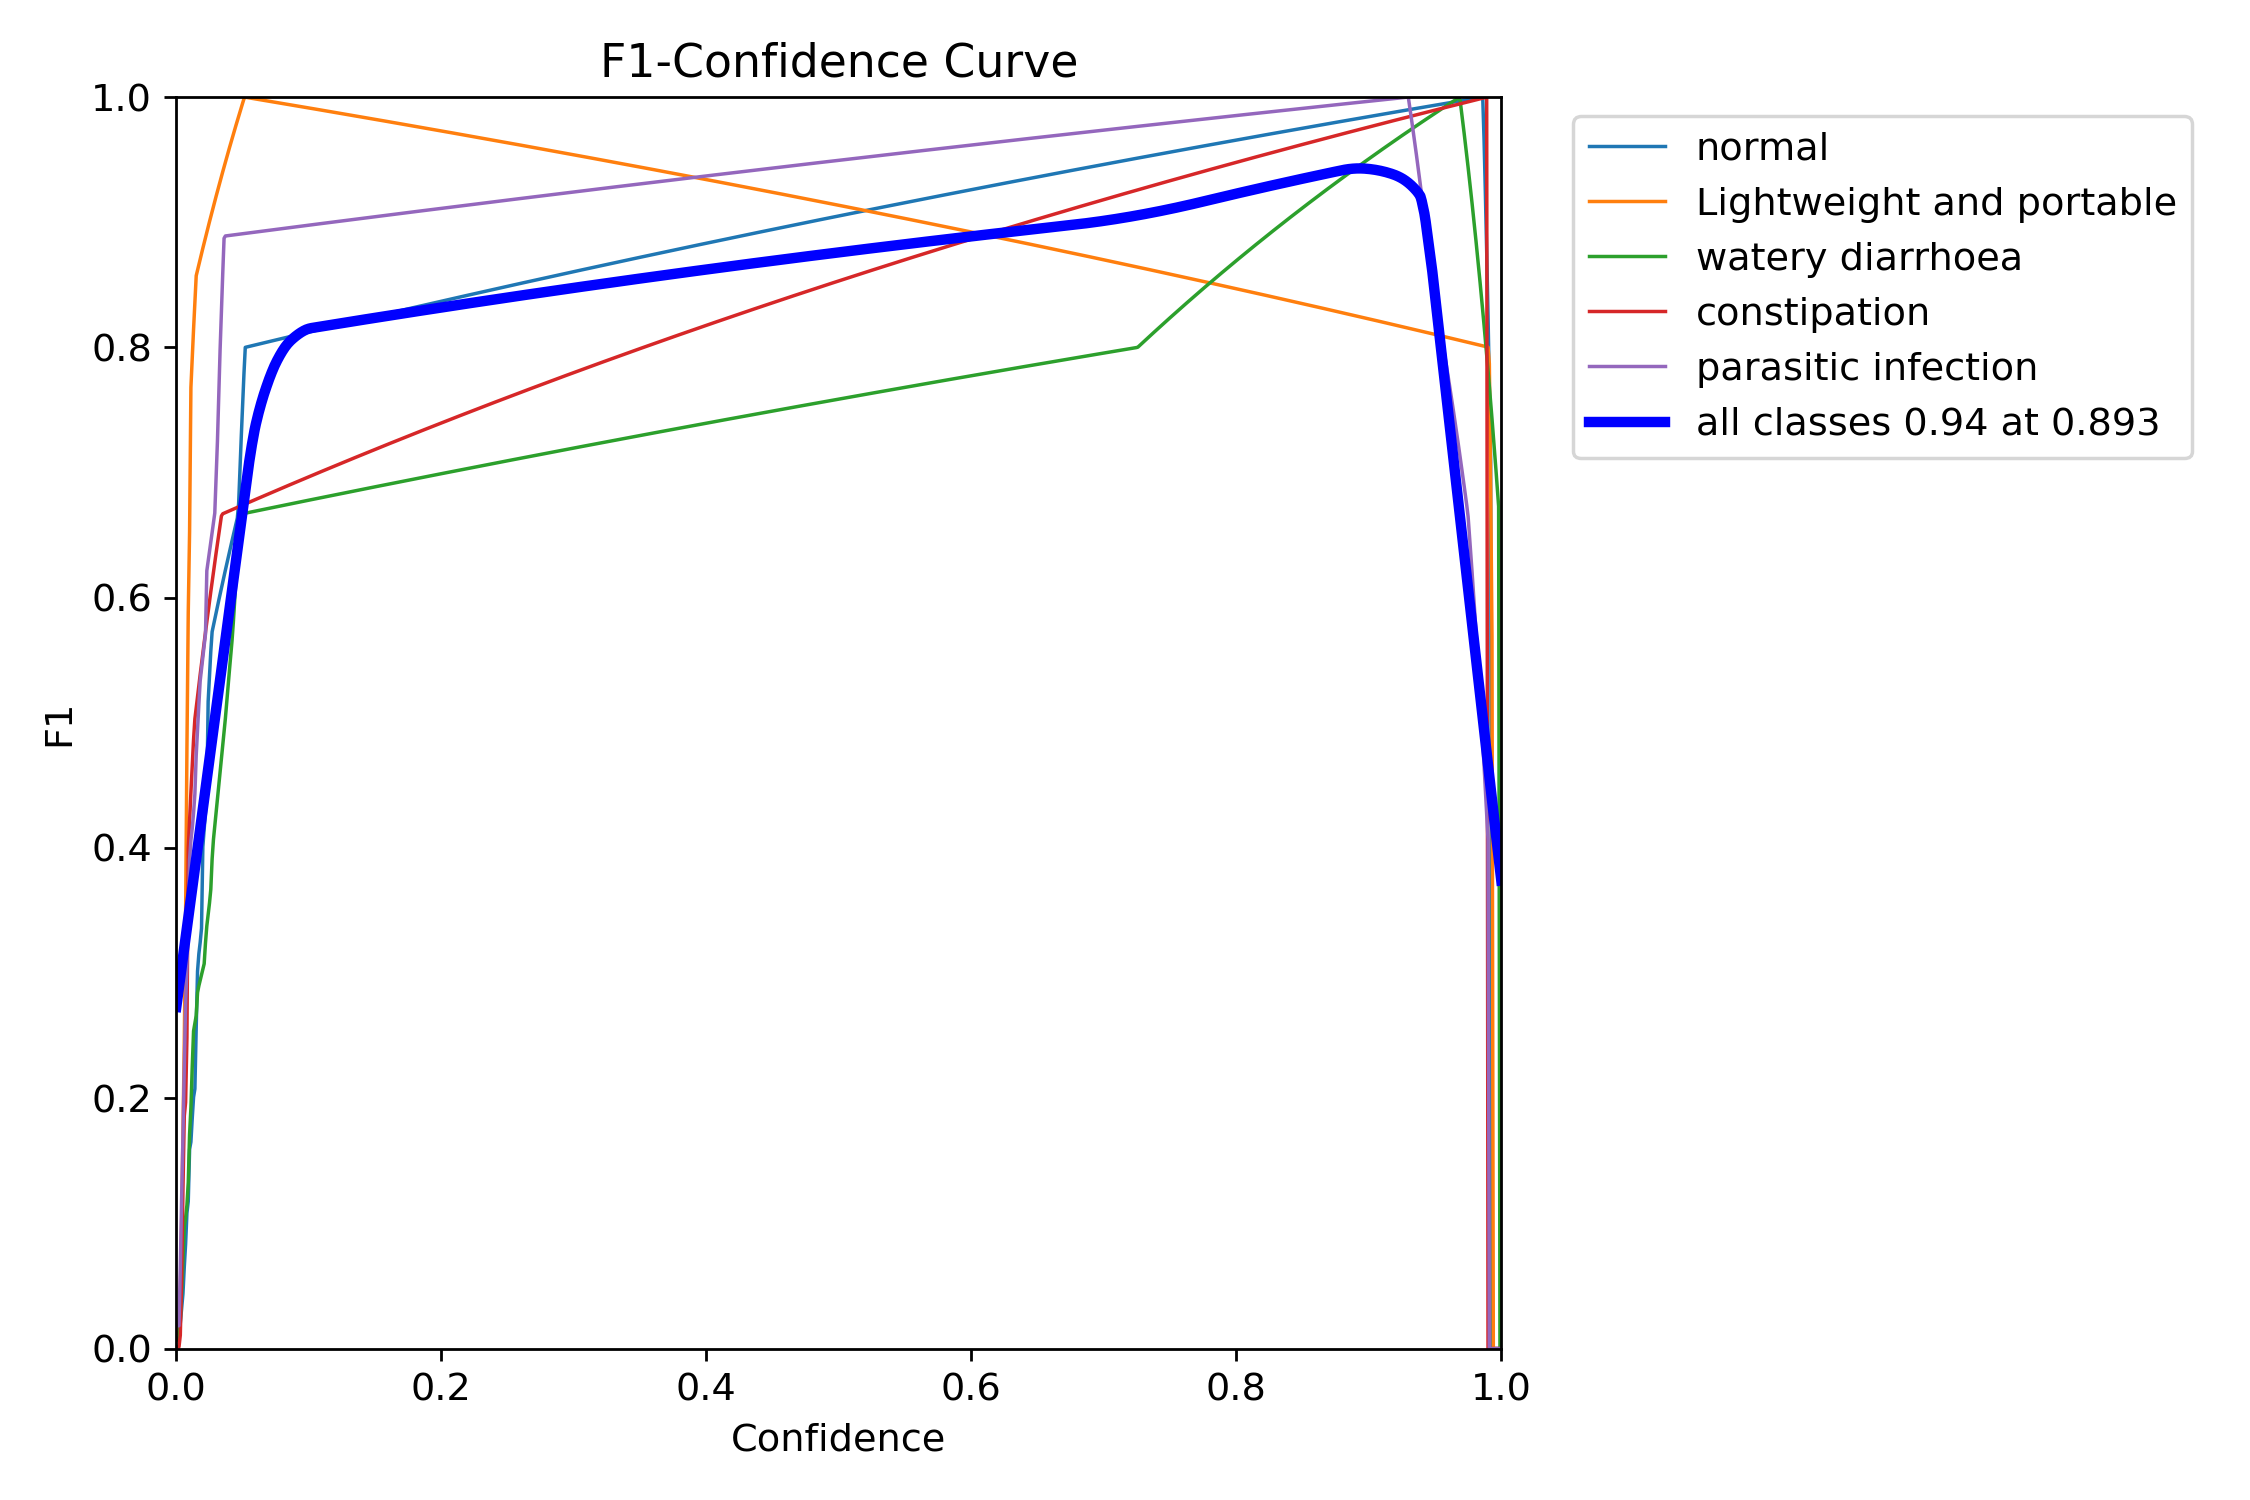 F1-Confidence Curve
1.0
0.8
0.6
0.4
0.2
0.0
F1
0.0 0.2 0.4 0.6 0.8 1.0
Confidence
normal
Lightweight and portable
watery diarrhoea
constipation
parasitic infection
all classes 0.94 at 0.893